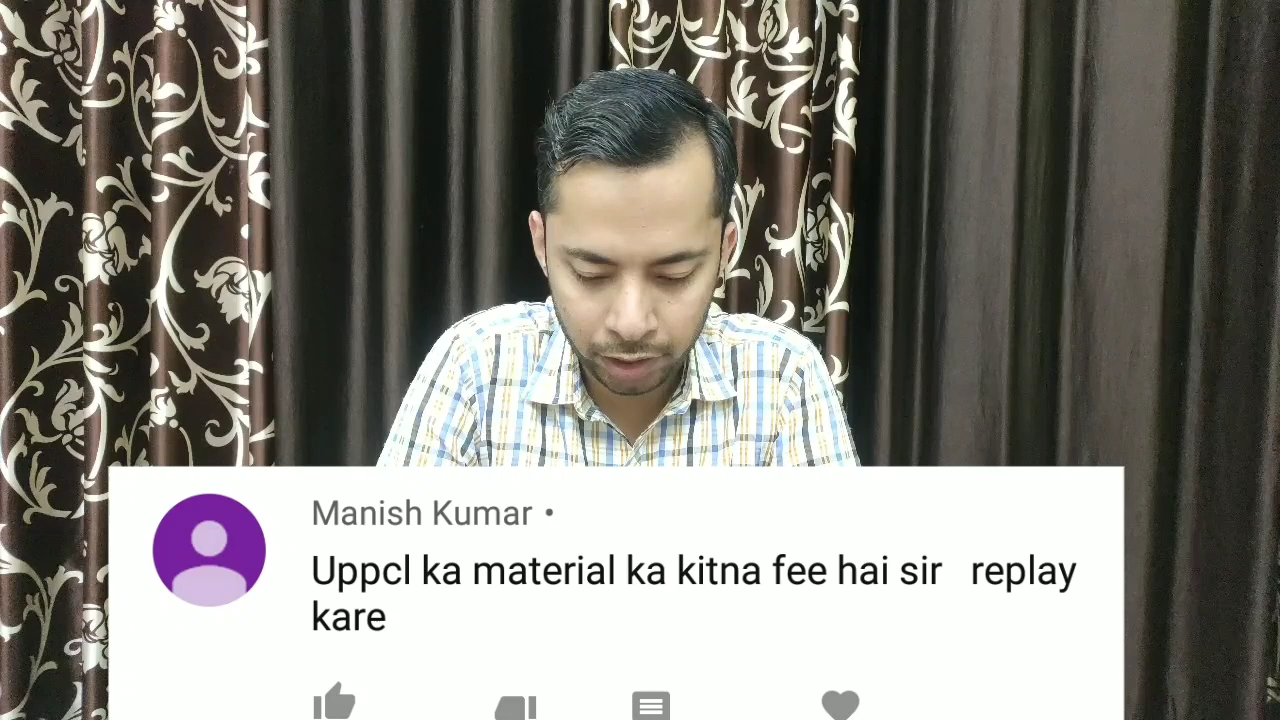 Manish Kumar •
Uppcl ka material ka kitna fee hai sir replay
kare